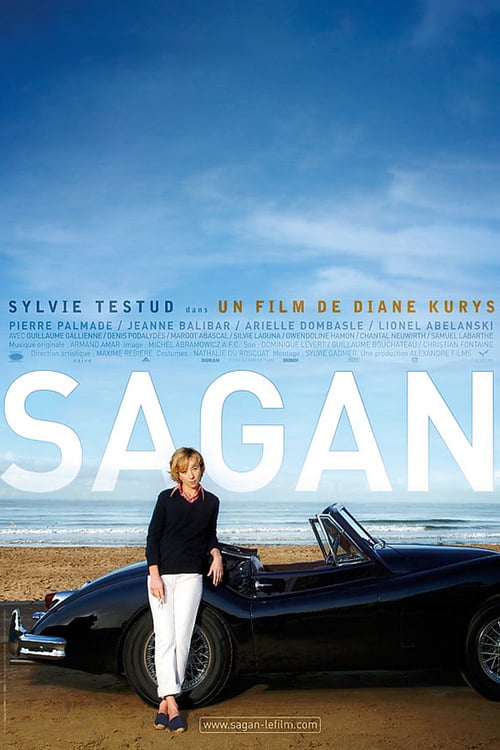 SYLVIE TESTUD dans UN FILM DE DIANE KURYS
PIERRE PALMADE / JEANNE BALIBAR / ARIELLE DOMBASLE / LIONEL ABELANSKI
AVEC GUILLAUME GALLIENNE / DENIS PODALYDÈS / MARGOT ABASCAL / SILVIE LAGUNA / GWENDOLINE HAMON / CHANTAL NEUWIRTH / SAMUEL LABARTHE
Musique originale : ARMAND AMAR Image : MICHEL ABRAMOWICZ A.F.C. Son : DOMINIQUE LEVERT / GUILLAUME BOUCHATEAU / CHRISTIAN FONTAINE
Direction artistique : MAXIME REBIERE Costumes : NATHALIE DU ROSCOAT Montage : SYLVIE GADMER Une production ALEXANDRE FILMS
naïve
SAGAN
www.sagan-lefilm.com